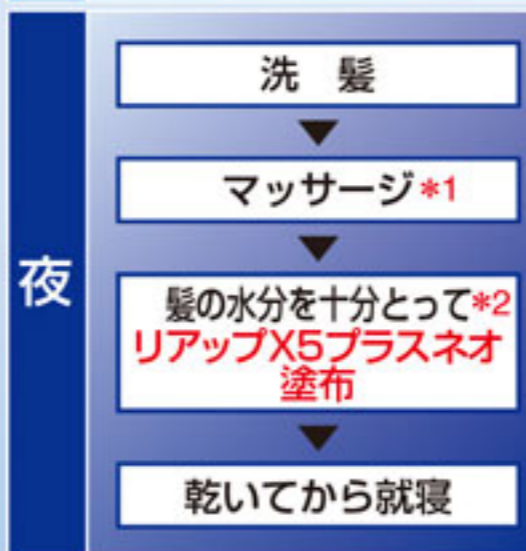 夜
洗 髪
マッサージ*1
髪の水分を十分とって*2
リアップX5プラスネオ
塗布
乾いてから就寝